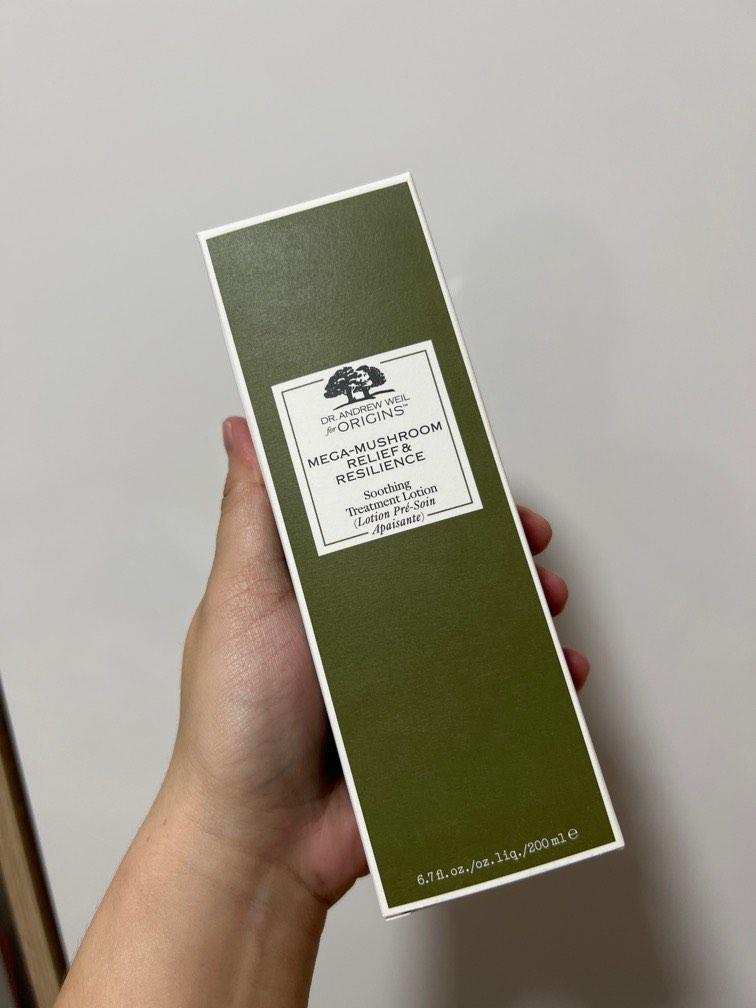 DR. ANDREW WEIL
for ORIGINS™
MEGA-MUSHROOM
RELIEF &
RESILIENCE
Soothing
Treatment Lotion
(Lotion Pré-Soin
Apaisante)
6.7 fl.oz./oz.liq./200 ml ℮